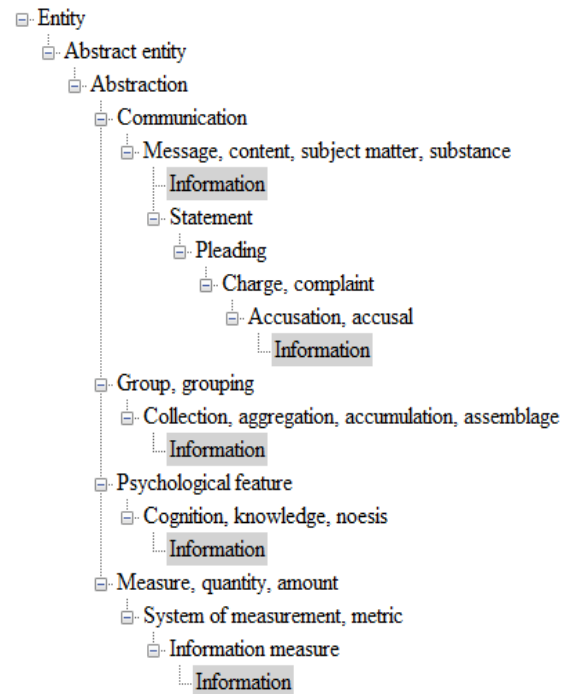 Entity
Abstract entity
Abstraction
Communication
Message, content, subject matter, substance
Information
Statement
Pleading
Charge, complaint
Accusation, accusal
Information
Group, grouping
Collection, aggregation, accumulation, assemblage
Information
Psychological feature
Cognition, knowledge, noesis
Information
Measure, quantity, amount
System of measurement, metric
Information measure
Information